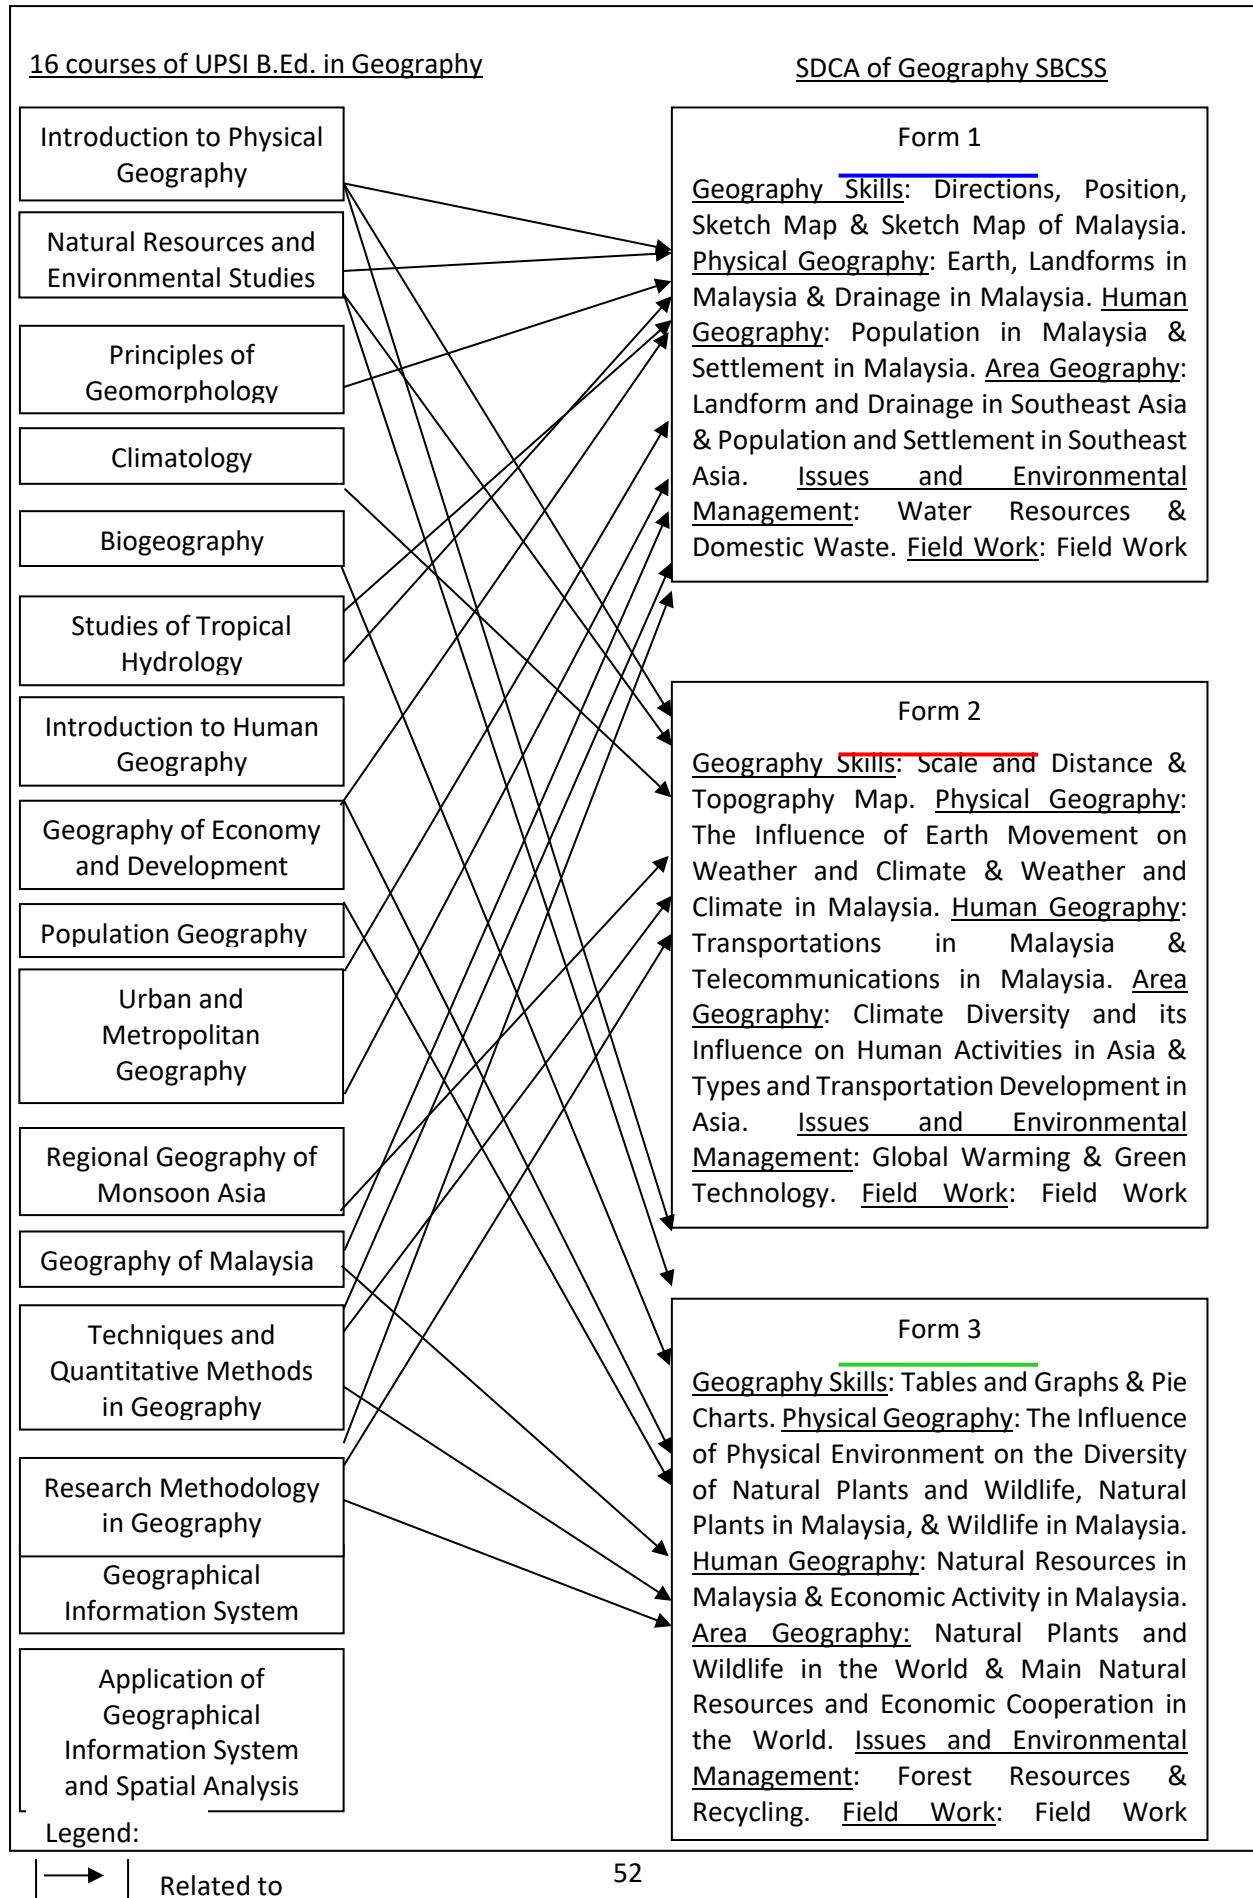 16 courses of UPSI B.Ed. in Geography
SDCA of Geography SBCSS
Introduction to Physical
Geography
Natural Resources and
Environmental Studies
Principles of
Geomorphology
Climatology
Biogeography
Studies of Tropical
Hydrology
Introduction to Human
Geography
Geography of Economy
and Development
Population Geography
Urban and
Metropolitan
Geography
Regional Geography of
Monsoon Asia
Geography of Malaysia
Techniques and
Quantitative Methods
in Geography
Research Methodology
in Geography
Geographical
Information System
Application of
Geographical
Information System
and Spatial Analysis
Form 1
Geography Skills: Directions, Position,
Sketch Map & Sketch Map of Malaysia.
Physical Geography: Earth, Landforms in
Malaysia & Drainage in Malaysia. Human
Geography: Population in Malaysia &
Settlement in Malaysia. Area Geography:
Landform and Drainage in Southeast Asia
& Population and Settlement in Southeast
Asia. Issues and Environmental
Management: Water Resources &
Domestic Waste. Field Work: Field Work
Form 2
Geography Skills: Scale and Distance &
Topography Map. Physical Geography:
The Influence of Earth Movement on
Weather and Climate & Weather and
Climate in Malaysia. Human Geography:
Transportations in Malaysia &
Telecommunications in Malaysia. Area
Geography: Climate Diversity and its
Influence on Human Activities in Asia &
Types and Transportation Development in
Asia. Issues and Environmental
Management: Global Warming & Green
Technology. Field Work: Field Work
Form 3
Geography Skills: Tables and Graphs & Pie
Charts. Physical Geography: The Influence
of Physical Environment on the Diversity
of Natural Plants and Wildlife, Natural
Plants in Malaysia, & Wildlife in Malaysia.
Human Geography: Natural Resources in
Malaysia & Economic Activity in Malaysia.
Area Geography: Natural Plants and
Wildlife in the World & Main Natural
Resources and Economic Cooperation in
the World. Issues and Environmental
Management: Forest Resources &
Recycling. Field Work: Field Work
Legend:
Related to
52